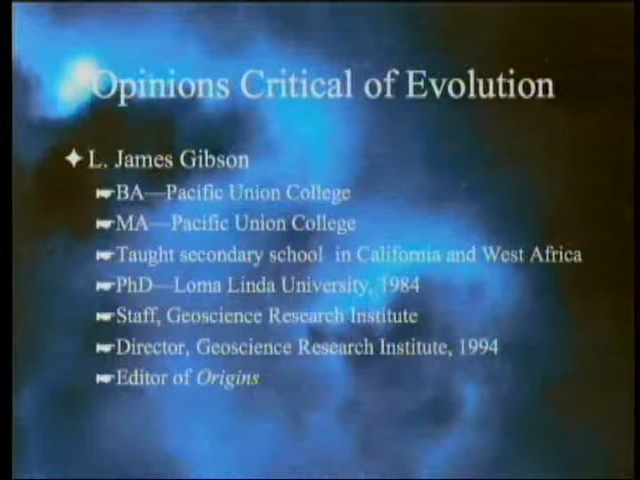 Opinions Critical of Evolution
L. James Gibson
BA—Pacific Union College
MA—Pacific Union College
Taught secondary school in California and West Africa
PhD—Loma Linda University, 1984
Staff, Geoscience Research Institute
Director, Geoscience Research Institute, 1994
Editor of Origins